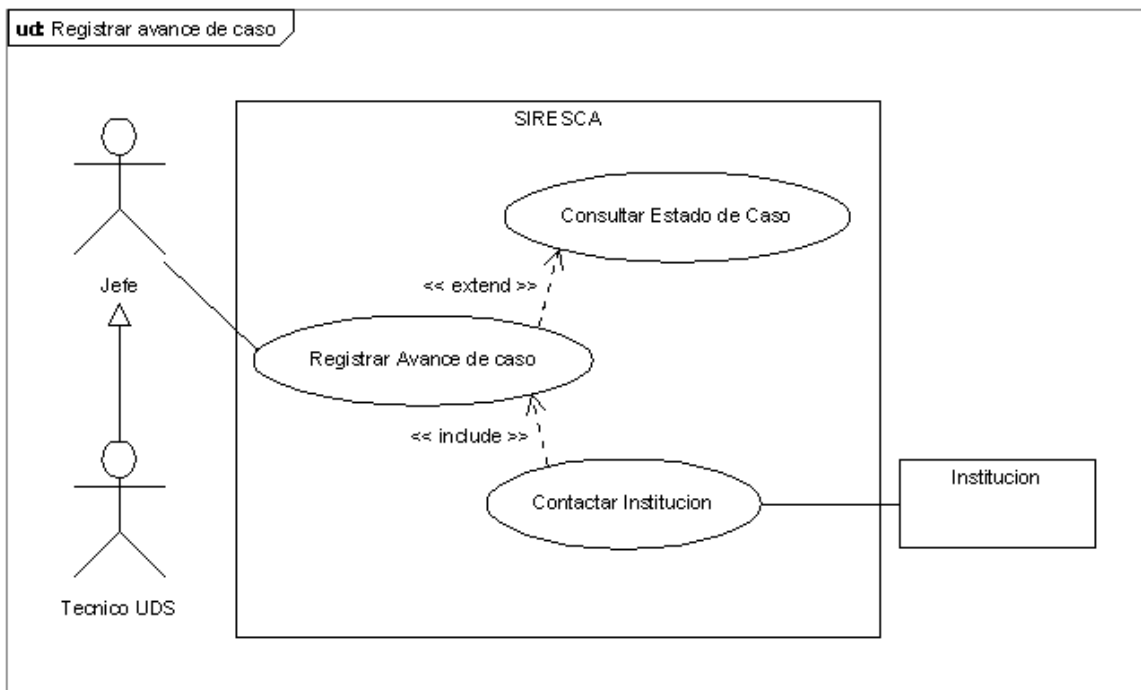 uct Registrar avance de caso
SIRESCA
Consultar Estado de Caso
<< extend >>
Jefe
Registrar Avance de caso
<< include >>
Institucion
Contactar Institucion
Tecnico UDS